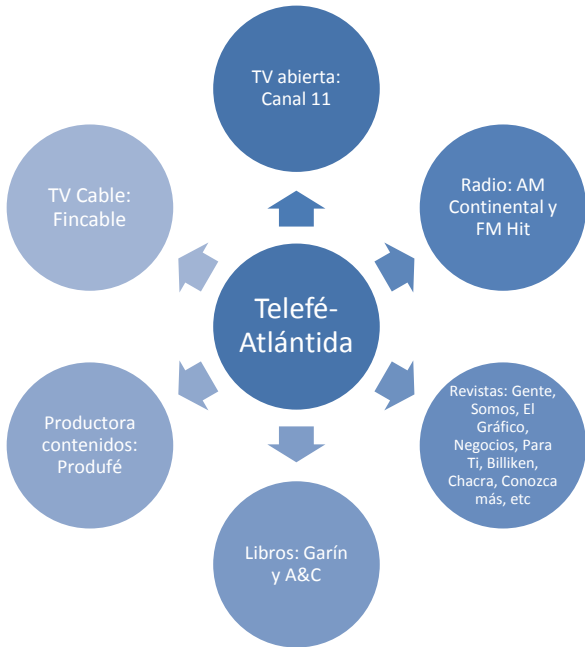 TV abierta:
Canal 11
Radio: AM
Continental y
FM Hit
Revistas: Gente,
Somos, El
Gráfico,
Negocios, Para
Ti, Billiken,
Chacra, Conozca
más, etc
Libros: Garín
y A&C
Productora
contenidos:
Produfé
TV Cable:
Fincable
Telefé-
Atlántida